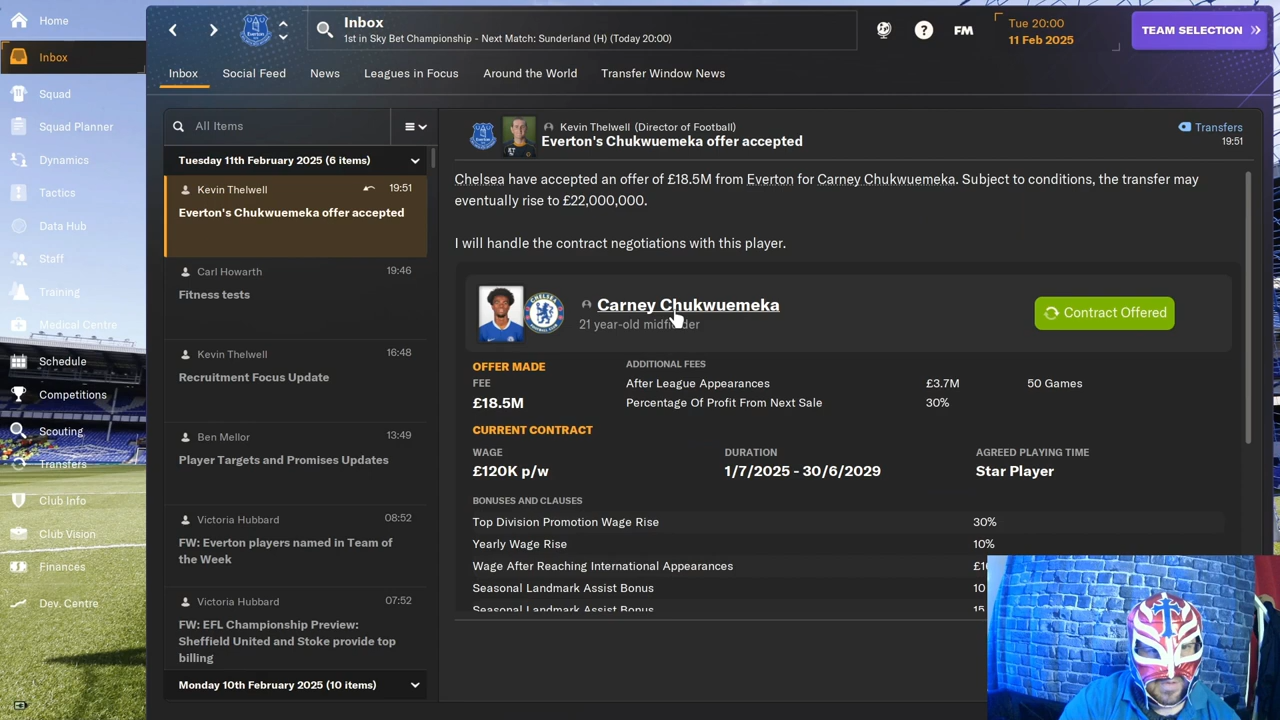 Home
Inbox
Squad
Squad Planner
Dynamics
Tactics
Data Hub
Staff
Training
Medical Centre
Schedule
Competitions
Scouting
Transfers
Club Info
Club Vision
Finances
Dev. Centre
Inbox
1st in Sky Bet Championship - Next Match: Sunderland (H) (Today 20:00)
?
FM
Tue 20:00
11 Feb 2025
TEAM SELECTION
Inbox
Social Feed
News
Leagues in Focus
Around the World
Transfer Window News
All Items
Tuesday 11th February 2025 (6 items)
Kevin Thelwell 19:51
Everton's Chukwuemeka offer accepted
Carl Howarth 19:46
Fitness tests
Kevin Thelwell 16:48
Recruitment Focus Update
Ben Mellor 13:49
Player Targets and Promises Updates
Victoria Hubbard 08:52
FW: Everton players named in Team of
the Week
Victoria Hubbard 07:52
FW: EFL Championship Preview:
Sheffield United and Stoke provide top
billing
Monday 10th February 2025 (10 items)
Kevin Thelwell (Director of Football)
Everton's Chukwuemeka offer accepted
Transfers
19:51
Chelsea have accepted an offer of £18.5M from Everton for Carney Chukwuemeka. Subject to conditions, the transfer may
eventually rise to £22,000,000.
I will handle the contract negotiations with this player.
Carney Chukwuemeka
21 year-old midfielder
Contract Offered
OFFER MADE
FEE
£18.5M
ADDITIONAL FEES
After League Appearances £3.7M 50 Games
Percentage Of Profit From Next Sale 30%
CURRENT CONTRACT
WAGE DURATION AGREED PLAYING TIME
£120K p/w 1/7/2025 - 30/6/2029 Star Player
BONUSES AND CLAUSES
Top Division Promotion Wage Rise 30%
Yearly Wage Rise 10%
Wage After Reaching International Appearances
Seasonal Landmark Assist Bonus 10
Seasonal Landmark Assist Bonus 15